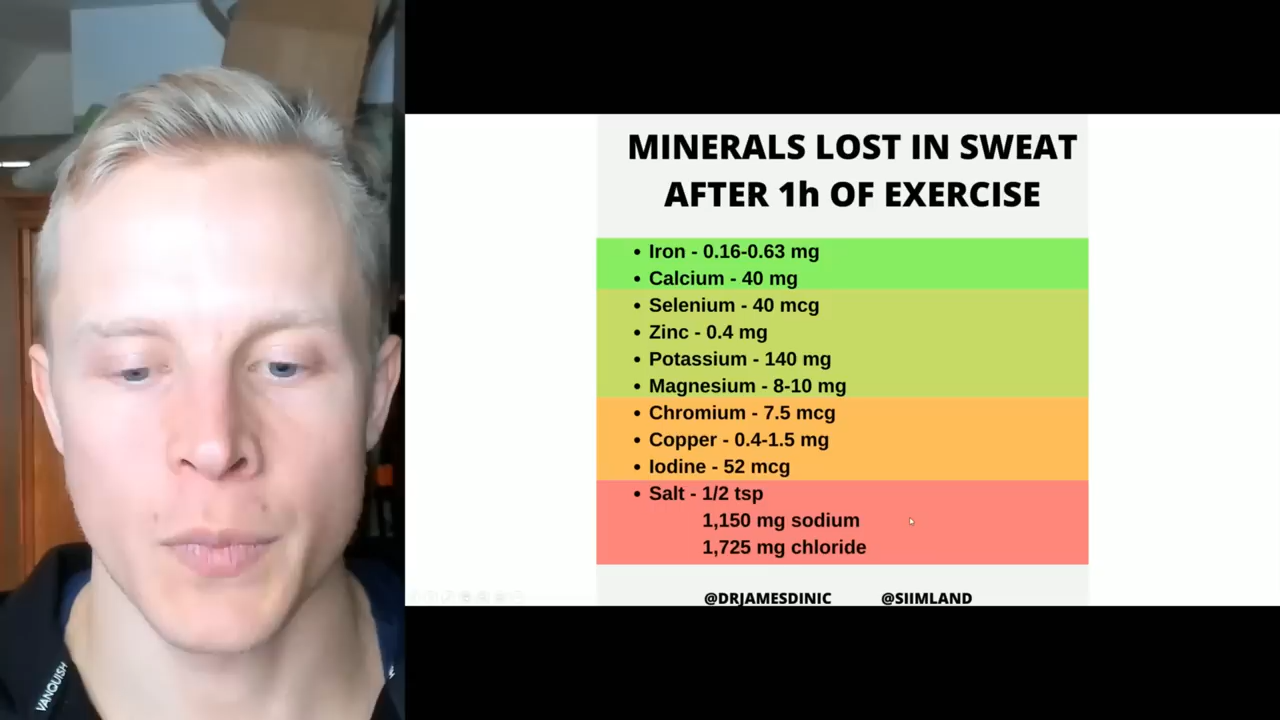 MINERALS LOST IN SWEAT
AFTER 1h OF EXERCISE
• Iron - 0.16-0.63 mg
• Calcium - 40 mg
• Selenium - 40 mcg
• Zinc - 0.4 mg
• Potassium - 140 mg
• Magnesium - 8-10 mg
• Chromium - 7.5 mcg
• Copper - 0.4-1.5 mg
• Iodine - 52 mcg
• Salt - 1/2 tsp
1,150 mg sodium
1,725 mg chloride
@DRJAMESDINIC @SIIMLAND
VANQUISH